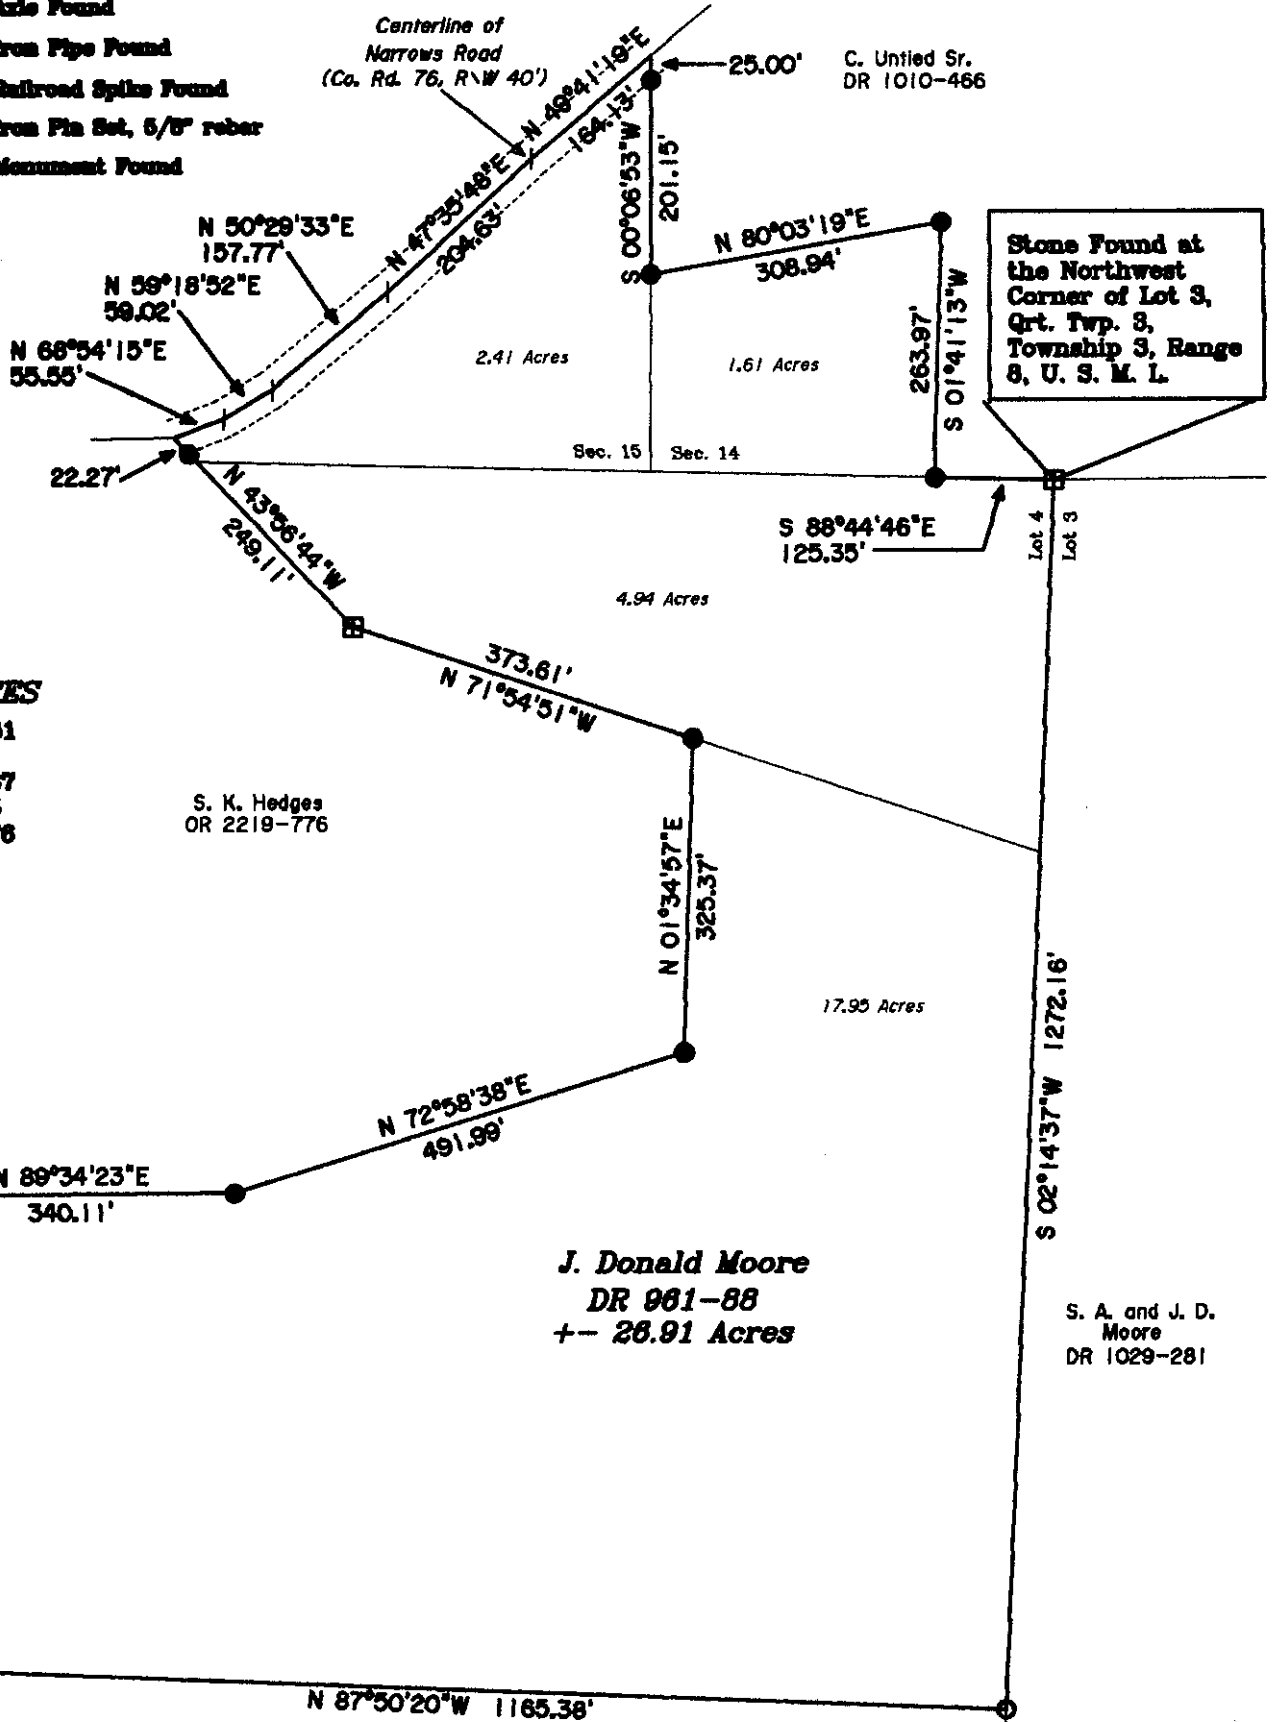 Axle Found
Iron Pipe Found
Railroad Spike Found
Iron Pin Set, 5/8" rebar
Monument Found
Centerline of
Narrows Road
(Co. Rd. 76, R\W 40')
N 49°41'19"E
164.13'
25.00'
C. Untied Sr.
DR 1010-466
S 00°06'53"W
201.15'
N 47°35'48"E
204.63'
N 50°29'33"E
157.77'
N 59°18'52"E
59.02'
N 68°54'15"E
55.55'
22.27'
N 80°03'19"E
308.94'
263.97'
S 01°41'13"W
Stone Found at
the Northwest
Corner of Lot 3,
Qrt. Twp. 3,
Township 3, Range
8, U. S. M. L.
2.41 Acres
1.61 Acres
Sec. 15
Sec. 14
S 88°44'46"E
125.35'
Lot 4
Lot 3
N 43°56'44"W
249.11'
4.94 Acres
373.61'
N 71°54'51"W
S. K. Hedges
OR 2219-776
N 01°34'57"E
325.37'
17.95 Acres
S 02°14'37"W 1272.16'
N 72°58'38"E
491.99'
N 89°34'23"E
340.11'
J. Donald Moore
DR 961-88
+- 26.91 Acres
S. A. and J. D.
Moore
DR 1029-281
N 87°50'20"W 1165.38'